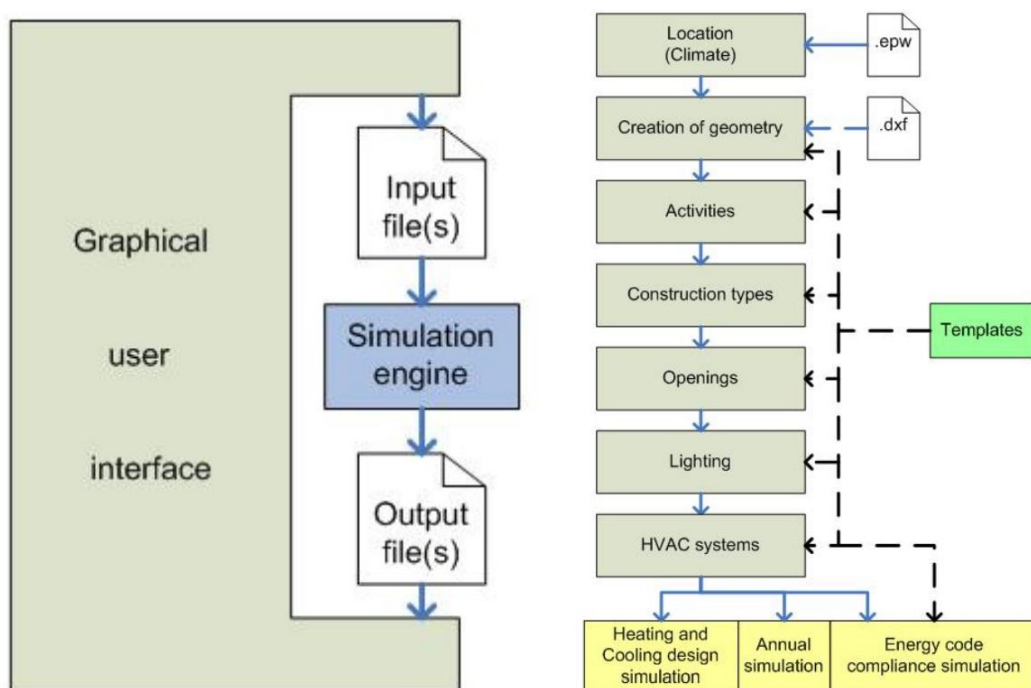 Graphical
user
interface
Input
file(s)
Simulation
engine
Output
file(s)
Location
(Climate)
.epw
Creation of geometry
.dxf
Activities
Construction types
Templates
Openings
Lighting
HVAC systems
Heating and
Cooling design
simulation
Annual
simulation
Energy code
compliance simulation